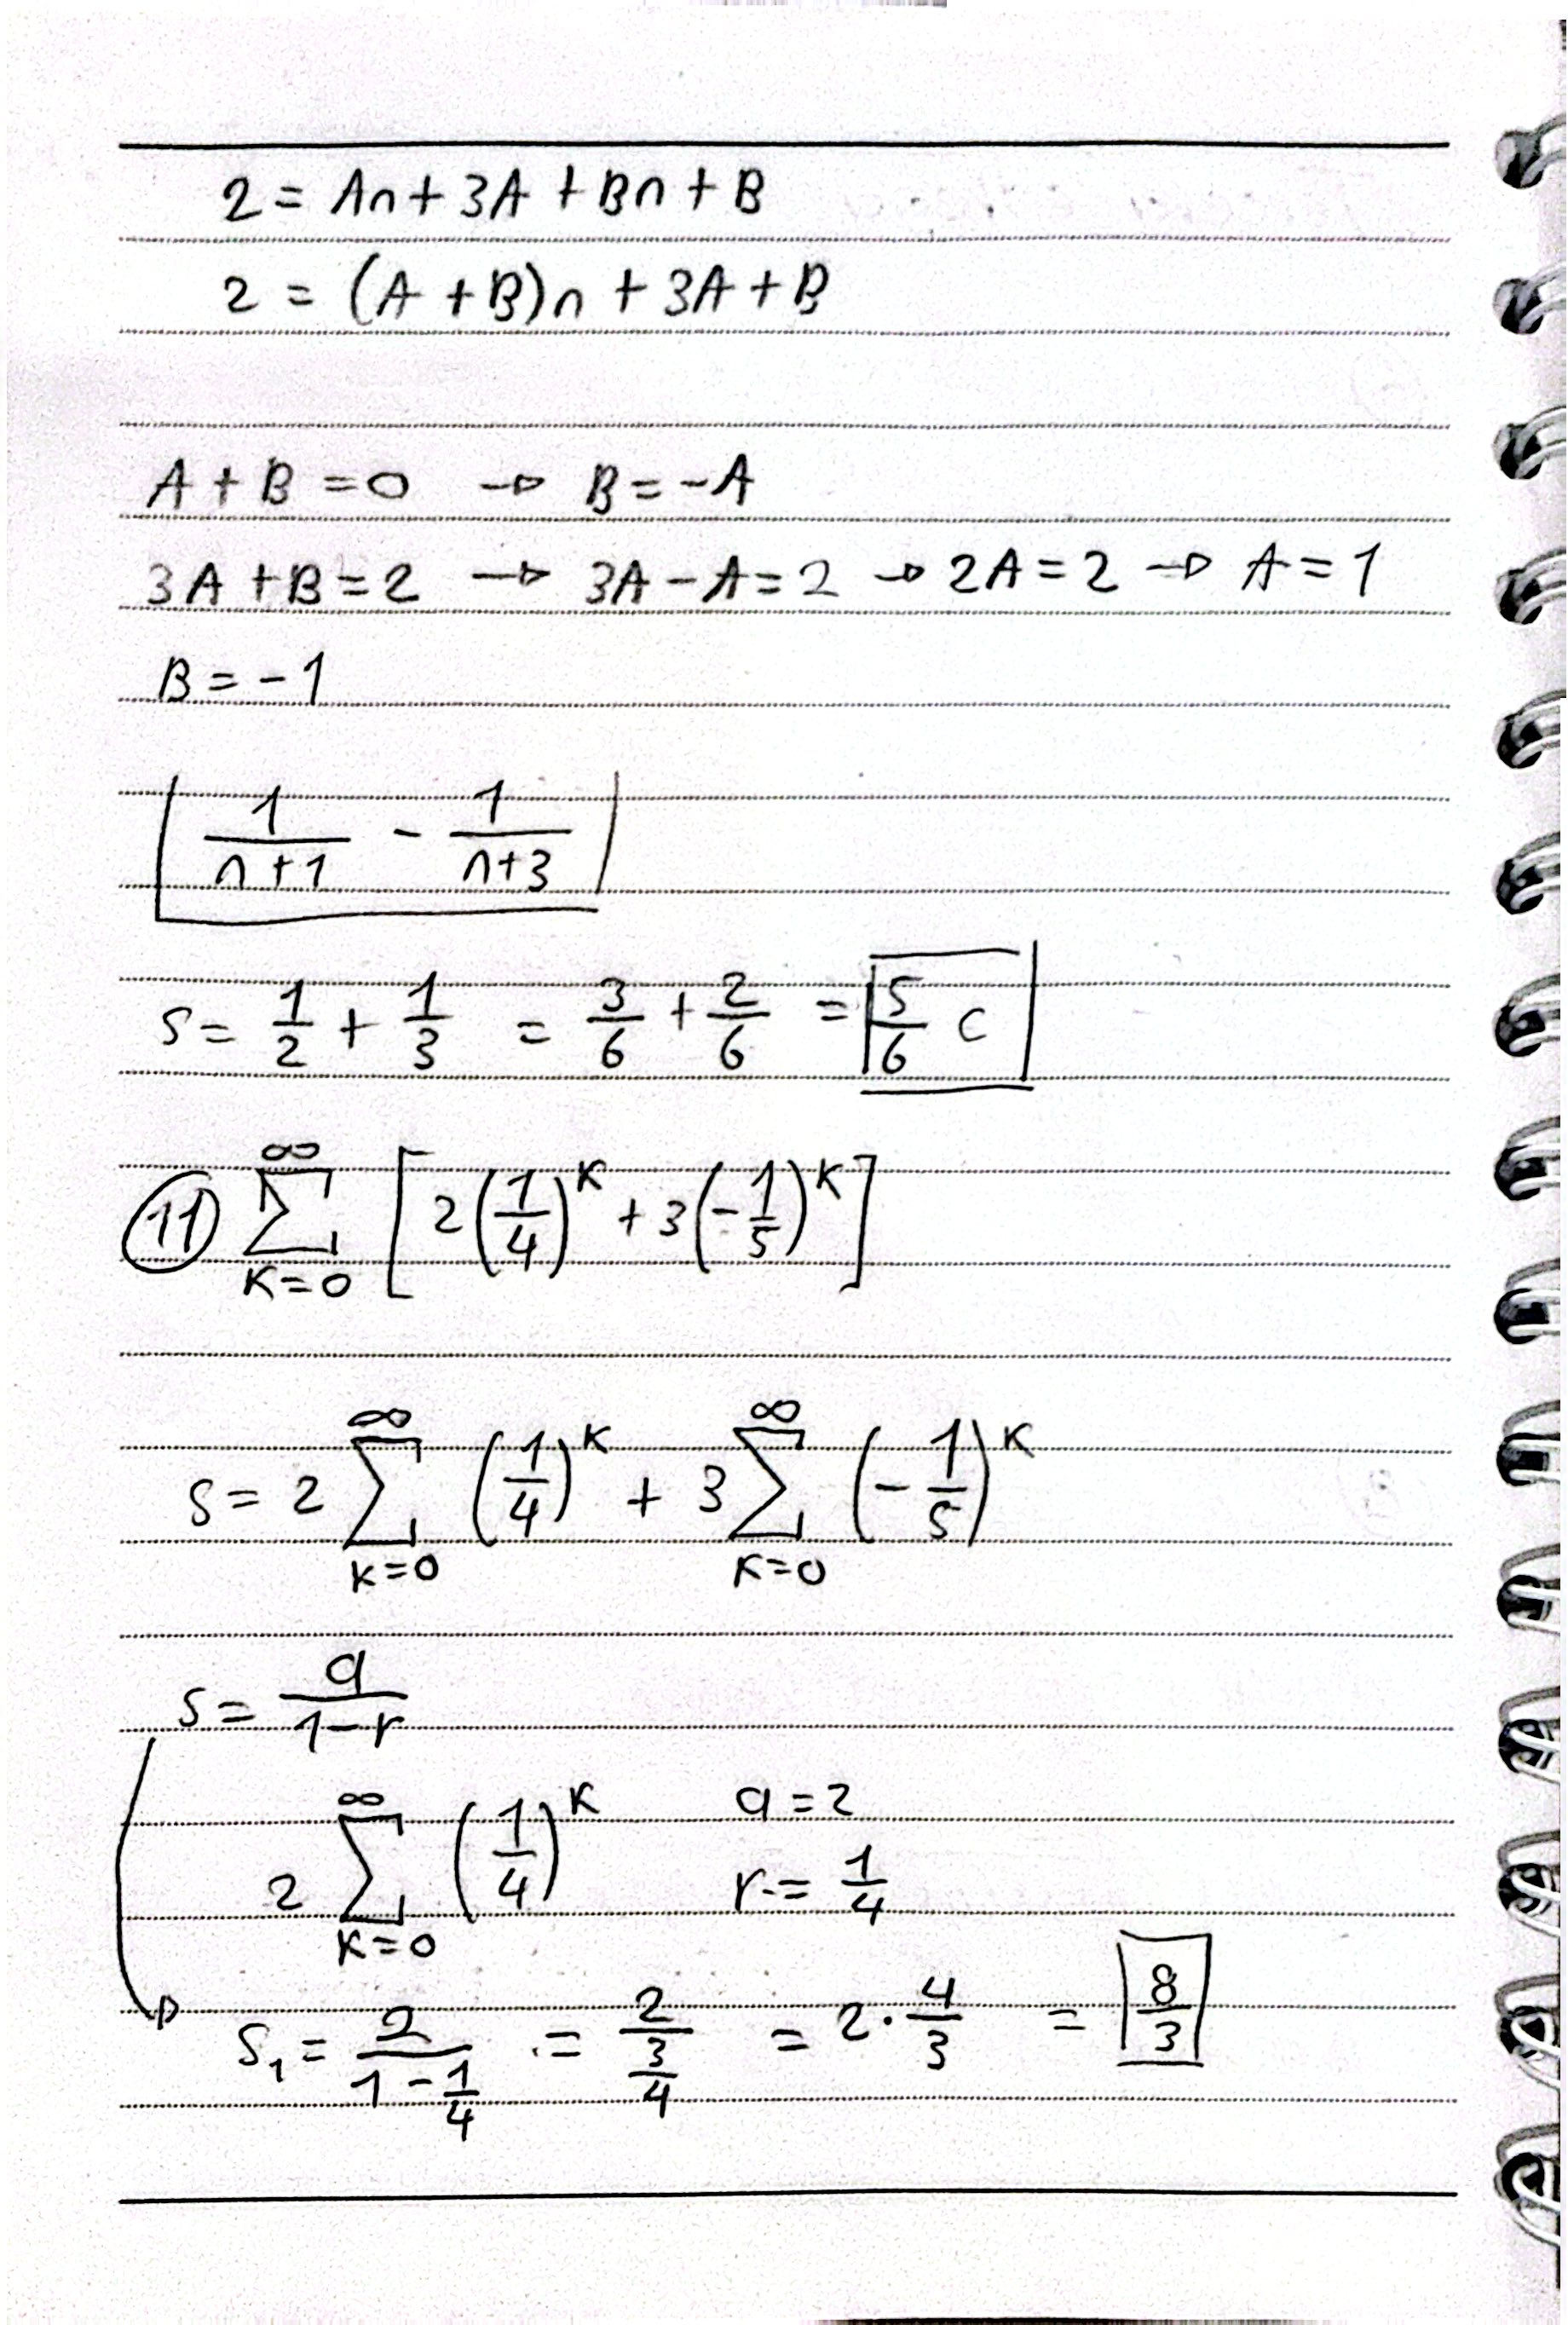 2 = An + 3A + Bn + B
2 = (A + B)n + 3A + B
A + B = 0 → B = -A
3A + B = 2 → 3A - A = 2 → 2A = 2 → A = 1
B = -1
1/(n+1) - 1/(n+3)
S = 1/2 + 1/3 = 3/6 + 2/6 = 5/6 C
(11) ∑_{K=0}^{∞} [2(1/4)^K + 3(-1/5)^K]
S = 2 ∑_{K=0}^{∞} (1/4)^K + 3 ∑_{K=0}^{∞} (-1/5)^K
S = a/(1-r)
2 ∑_{K=0}^{∞} (1/4)^K a = 2
r = 1/4
S₁ = 2/(1 - 1/4) = 2/(3/4) = 2 · 4/3 = 8/3